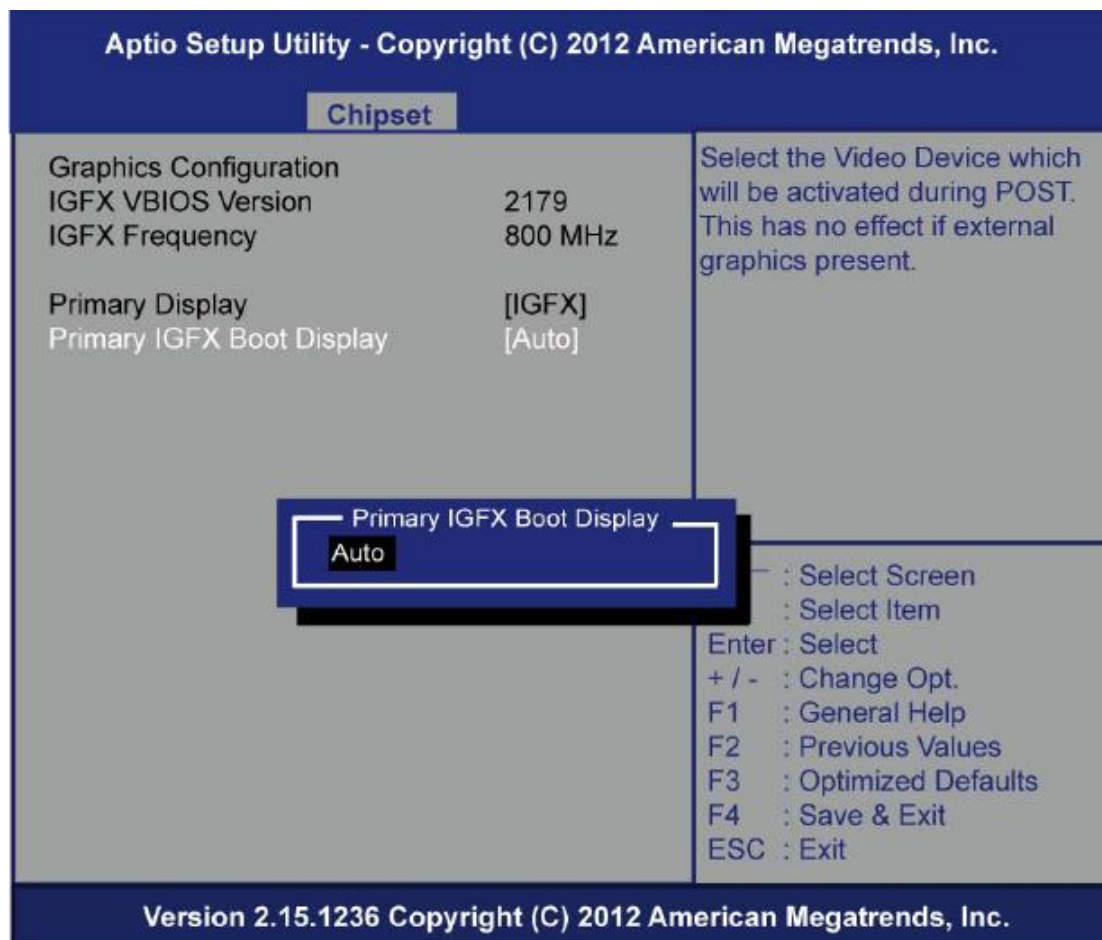 Aptio Setup Utility - Copyright (C) 2012 American Megatrends, Inc.
Chipset
Graphics Configuration
IGFX VBIOS Version 2179
IGFX Frequency 800 MHz
Primary Display [IGFX]
Primary IGFX Boot Display [Auto]
Select the Video Device which
will be activated during POST.
This has no effect if external
graphics present.
Primary IGFX Boot Display
Auto
: Select Screen
: Select Item
Enter : Select
+ / - : Change Opt.
F1 : General Help
F2 : Previous Values
F3 : Optimized Defaults
F4 : Save & Exit
ESC : Exit
Version 2.15.1236 Copyright (C) 2012 American Megatrends, Inc.